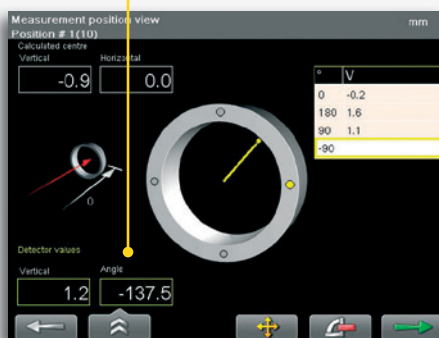 Measurement position view
mm
Position # 1(10)
Calculated centre
Vertical Horizontal
-0.9 0.0
° V
0 -0.2
180 1.6
90 1.1
-90
0
Detector values
Vertical Angle
1.2 -137.5